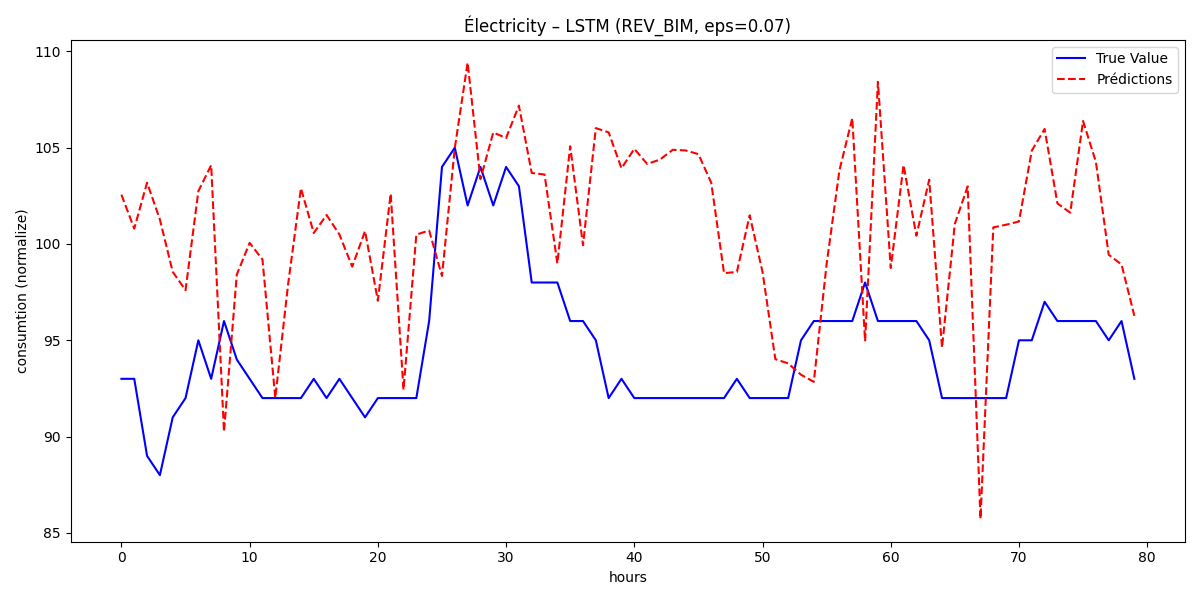 Électricity – LSTM (REV_BIM, eps=0.07)
True Value
Prédictions
consumtion (normalize)
110
105
100
95
90
85
0 10 20 30 40 50 60 70 80
hours